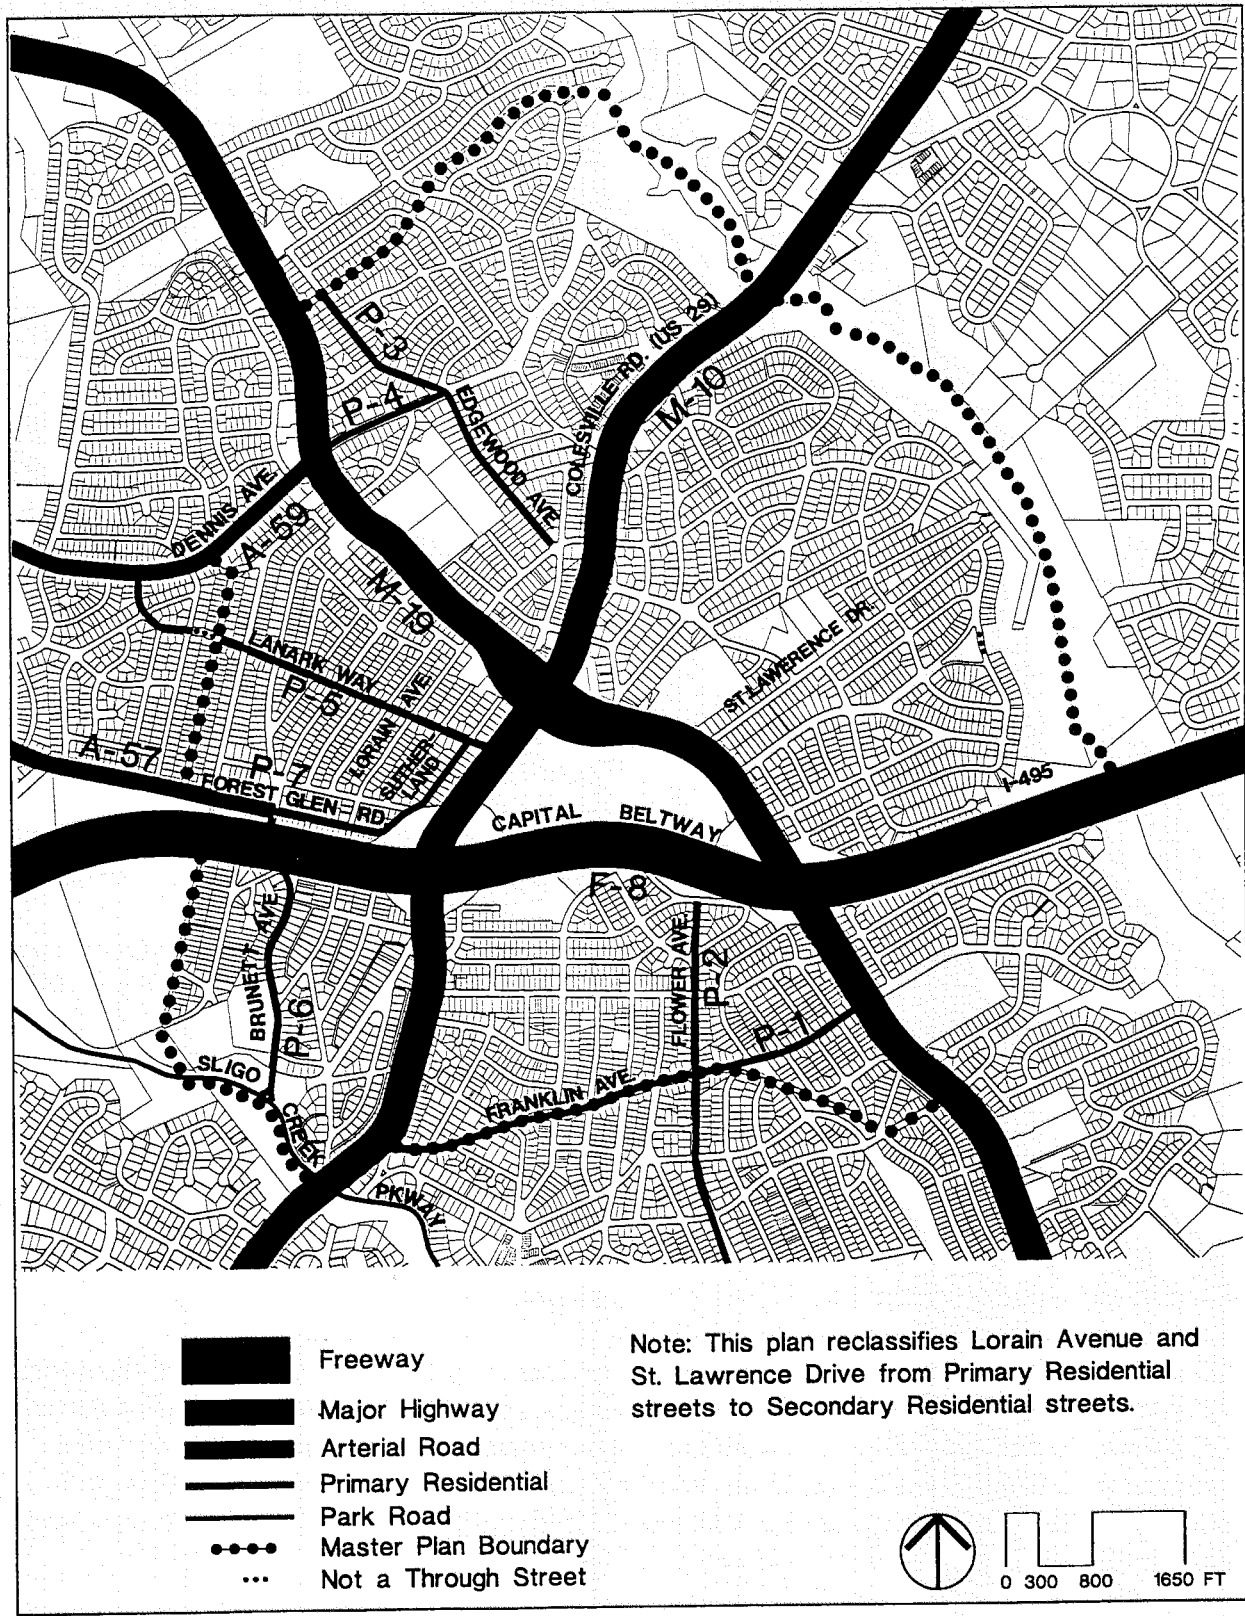 P-3
P-4
EDGEWOOD AVE.
COLESVILLE RD. (US 29)
M-10
DENNIS AVE.
A-59
M-19
LANARK WAY
P-5
LORAIN AVE.
SUTHER-
LAND
ST. LAWERENCE DR.
A-57
P-7
FOREST GLEN RD.
I-495
CAPITAL BELTWAY
F-8
BRUNETT AVE.
P-6
FLOWER AVE.
P-2
P-1
SLIGO
CREEK
PKWAY
FRANKLIN AVE.
Freeway
Major Highway
Arterial Road
Primary Residential
Park Road
Master Plan Boundary
Not a Through Street
Note: This plan reclassifies Lorain Avenue and
St. Lawrence Drive from Primary Residential
streets to Secondary Residential streets.
0 300 800 1650 FT